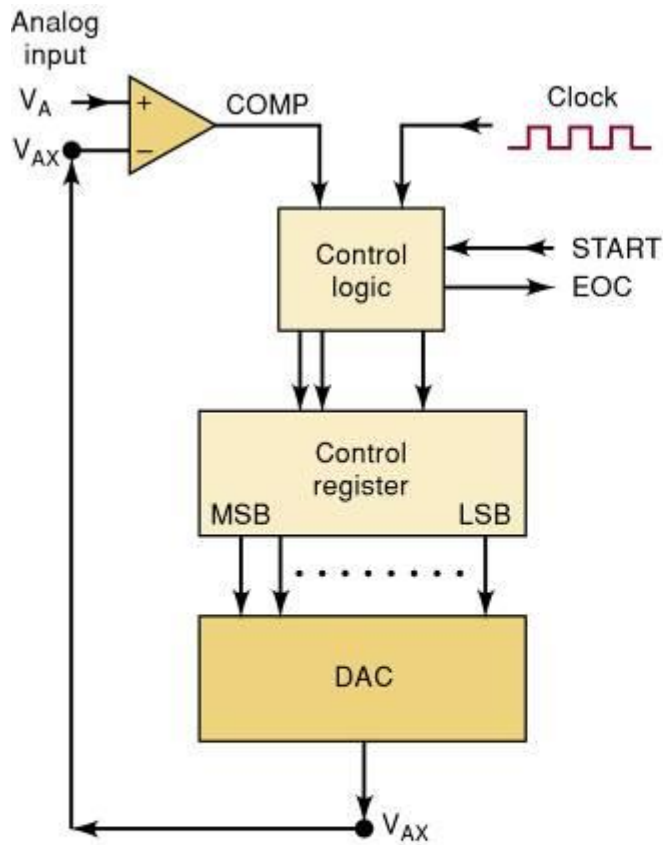 Analog
input
V_A
+
COMP
Clock
V_AX
−
Control
logic
START
EOC
Control
register
MSB
LSB
DAC
V_AX